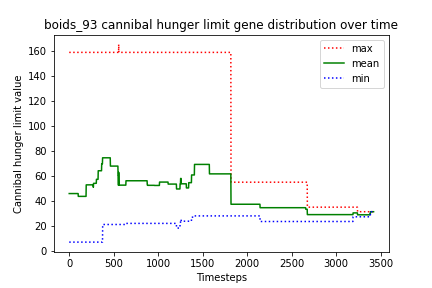 boids_93 cannibal hunger limit gene distribution over time
Cannibal hunger limit value
160
140
120
100
80
60
40
20
0
max
mean
min
0 500 1000 1500 2000 2500 3000 3500
Timesteps